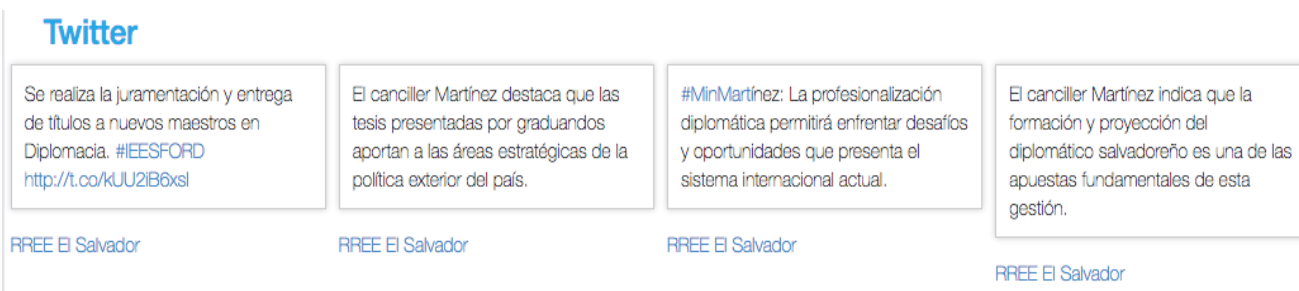 Twitter
Se realiza la juramentación y entrega
de títulos a nuevos maestros en
Diplomacia. #IEESFORD
http://t.co/kUU2iB6xsl
RREE El Salvador
El canciller Martínez destaca que las
tesis presentadas por graduandos
aportan a las áreas estratégicas de la
política exterior del país.
RREE El Salvador
#MinMartínez: La profesionalización
diplomática permitirá enfrentar desafíos
y oportunidades que presenta el
sistema internacional actual.
RREE El Salvador
El canciller Martínez indica que la
formación y proyección del
diplomático salvadoreño es una de las
apuestas fundamentales de esta
gestión.
RREE El Salvador